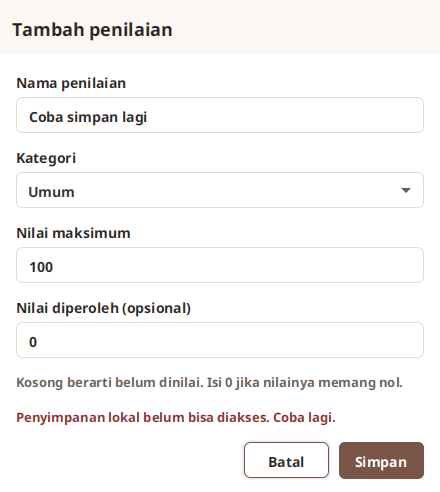 Tambah penilaian
Nama penilaian
Coba simpan lagi
Kategori
Umum
Nilai maksimum
100
Nilai diperoleh (opsional)
0
Kosong berarti belum dinilai. Isi 0 jika nilainya memang nol.
Penyimpanan lokal belum bisa diakses. Coba lagi.
Batal
Simpan